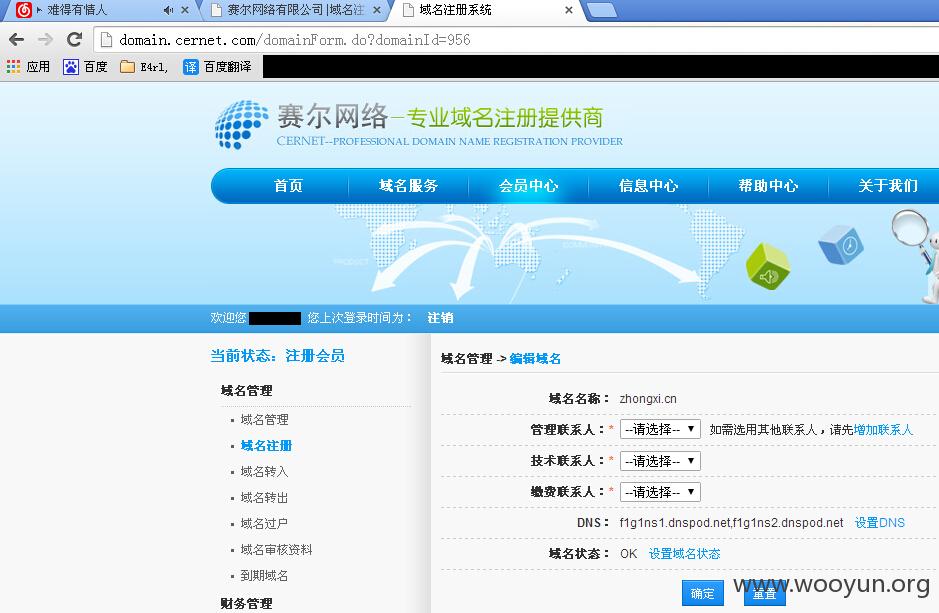 难得有情人
赛尔网络有限公司 |域名注
域名注册系统
domain.cernet.com/domainForm.do?domainId=956
应用 百度 E4rl, 译 百度翻译
赛尔网络-专业域名注册提供商
CERNET--PROFESSIONAL DOMAIN NAME REGISTRATION PROVIDER
首页 域名服务 会员中心 信息中心 帮助中心 关于我们
PRODUCT
欢迎您 您上次登录时间为： 注销
当前状态：注册会员
域名管理
域名管理
域名注册
域名转入
域名转出
域名过户
域名审核资料
到期域名
财务管理
域名管理 -> 编辑域名
域名名称： zhongxi.cn
管理联系人：* --请选择-- 如需选用其他联系人，请先增加联系人
技术联系人：* --请选择--
缴费联系人：* --请选择--
DNS： f1g1ns1.dnspod.net,f1g1ns2.dnspod.net 设置DNS
域名状态： OK 设置域名状态
确定 重置
www.wooyun.org